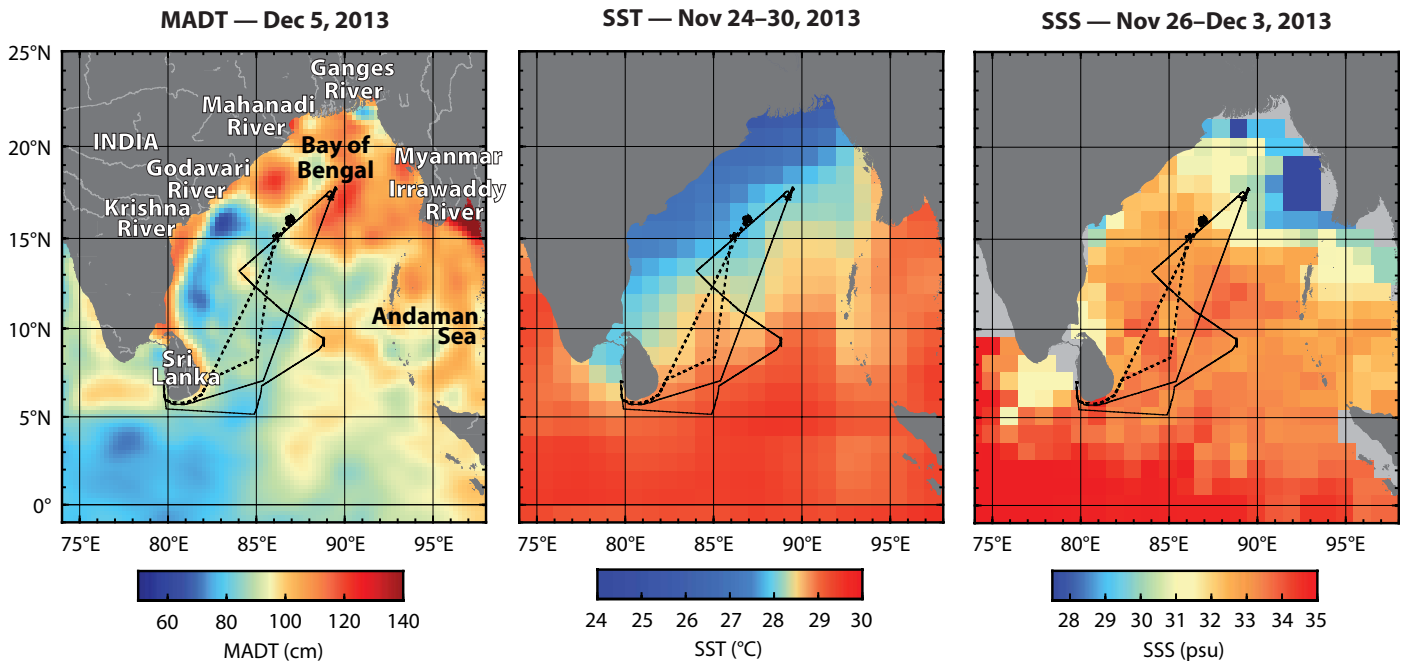 MADT — Dec 5, 2013
SST — Nov 24–30, 2013
SSS — Nov 26–Dec 3, 2013
25°N
20°N
15°N
10°N
5°N
0°
Ganges
River
Mahanadi
River
INDIA
Bay of
Bengal
Godavari
River
Myanmar
Irrawaddy
River
Krishna
River
Andaman
Sea
Sri
Lanka
75°E 80°E 85°E 90°E 95°E
75°E 80°E 85°E 90°E 95°E
75°E 80°E 85°E 90°E 95°E
60 80 100 120 140
MADT (cm)
24 25 26 27 28 29 30
SST (°C)
28 29 30 31 32 33 34 35
SSS (psu)